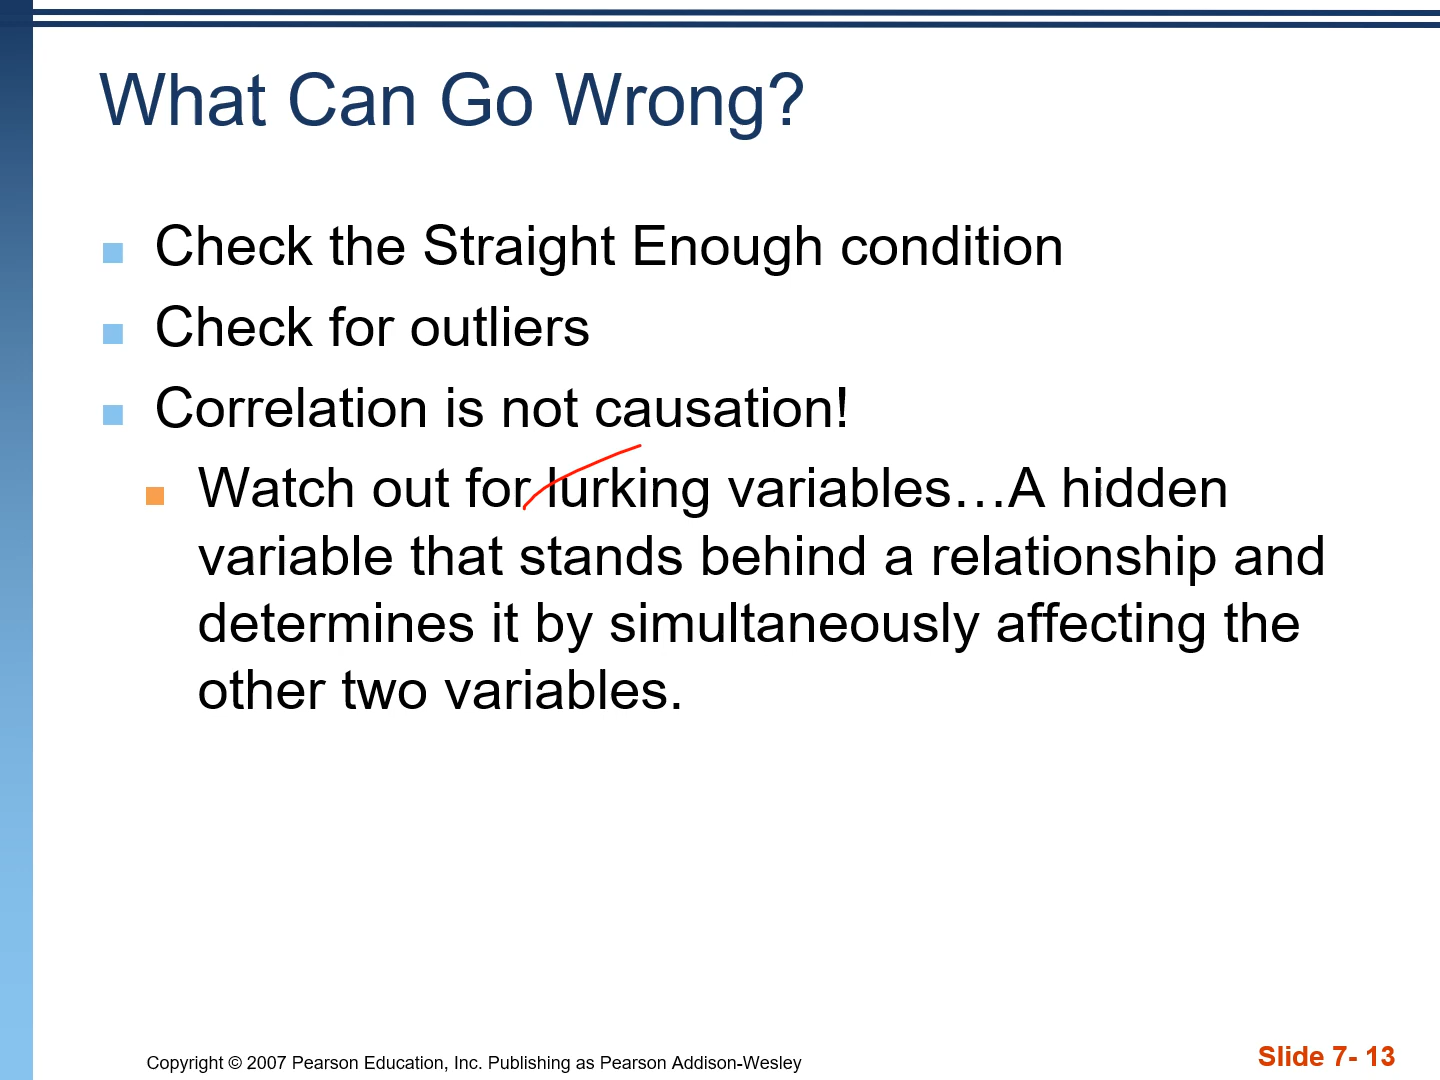 What Can Go Wrong?
Check the Straight Enough condition
Check for outliers
Correlation is not causation!
Watch out for lurking variables…A hidden
variable that stands behind a relationship and
determines it by simultaneously affecting the
other two variables.
Copyright © 2007 Pearson Education, Inc. Publishing as Pearson Addison-Wesley
Slide 7- 13